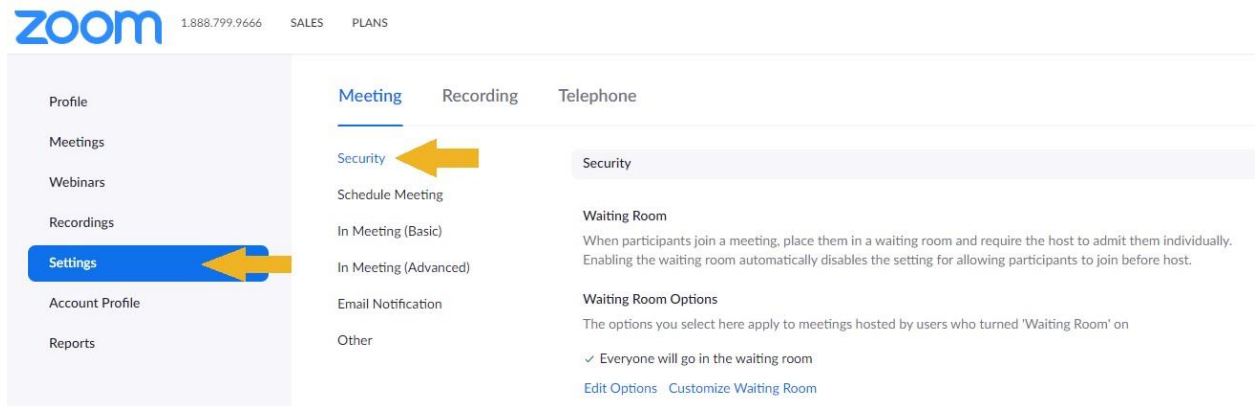 zoom 1.888.799.9666 SALES PLANS
Profile
Meetings
Webinars
Recordings
Settings
Account Profile
Reports
Meeting Recording Telephone
Security
Schedule Meeting
In Meeting (Basic)
In Meeting (Advanced)
Email Notification
Other
Security
Waiting Room
When participants join a meeting, place them in a waiting room and require the host to admit them individually.
Enabling the waiting room automatically disables the setting for allowing participants to join before host.
Waiting Room Options
The options you select here apply to meetings hosted by users who turned 'Waiting Room' on
✓ Everyone will go in the waiting room
Edit Options Customize Waiting Room